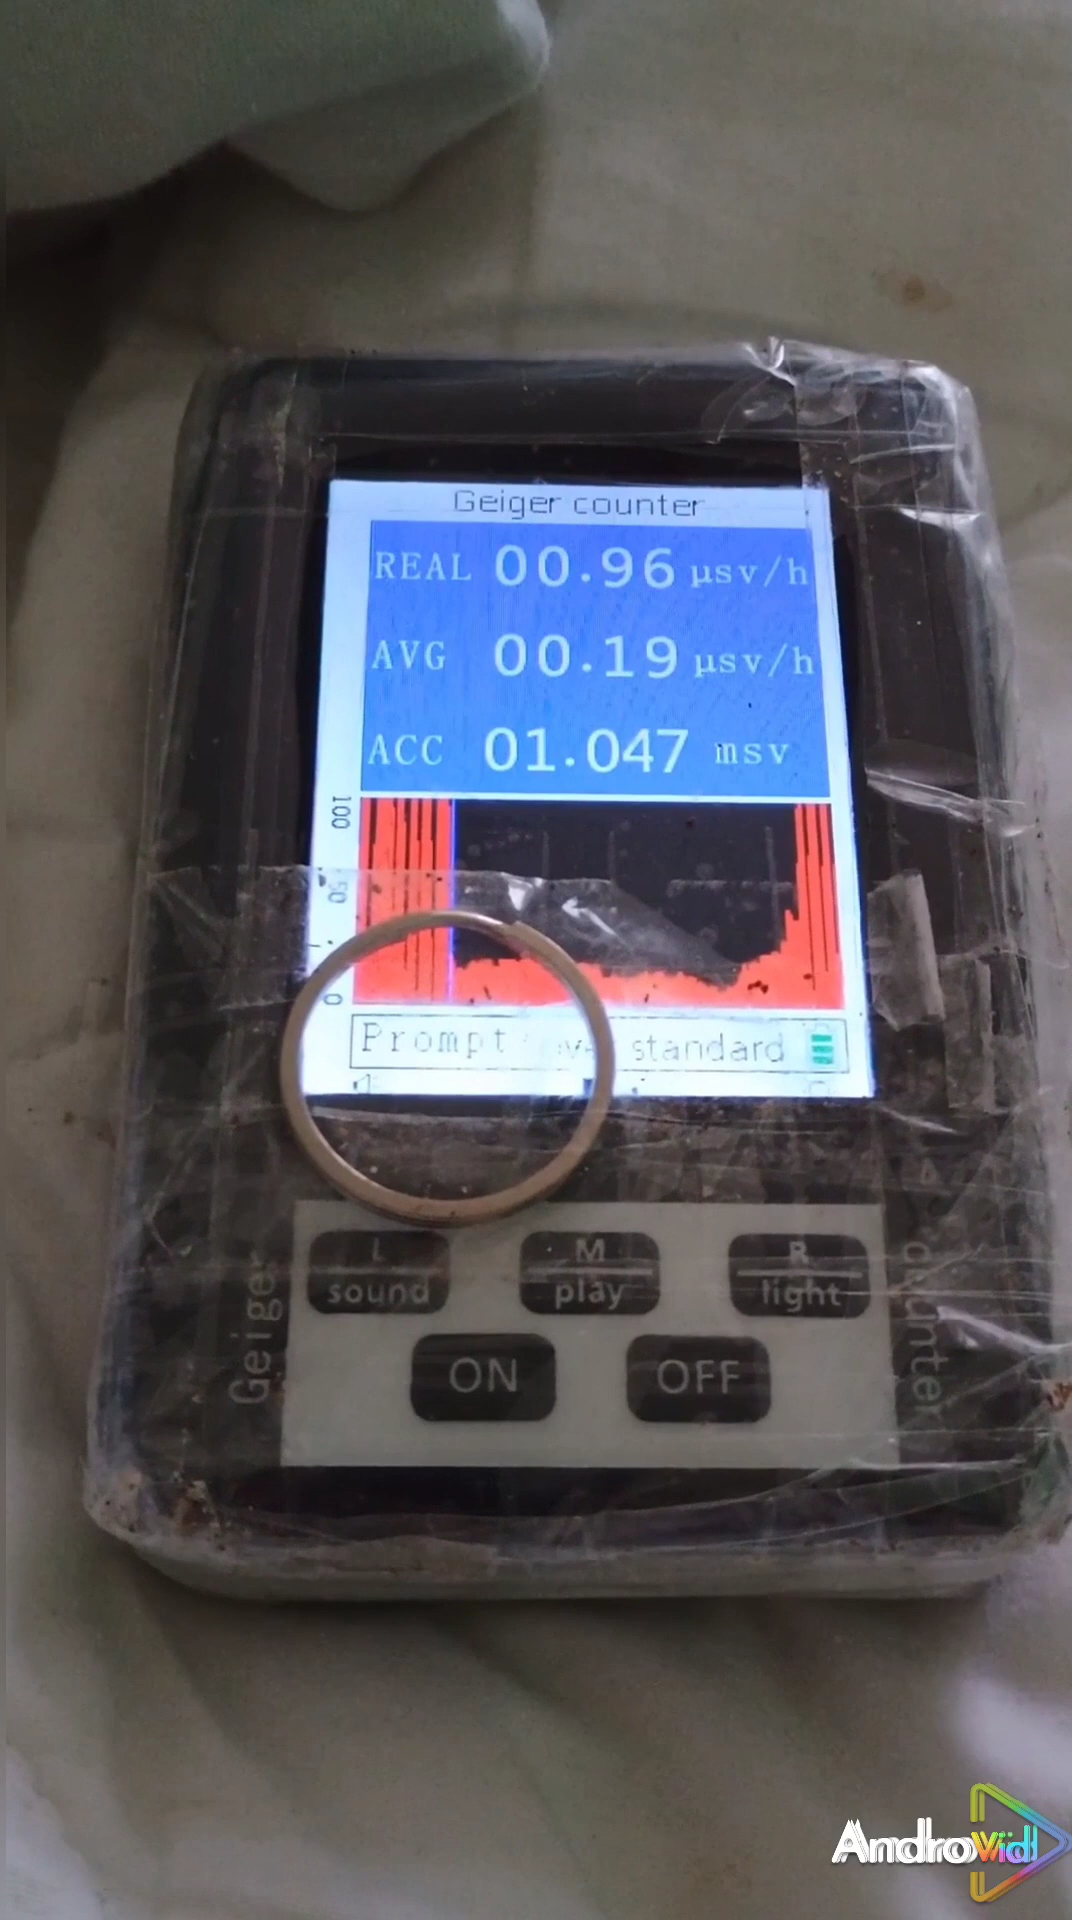 Geiger counter
REAL 00.96 μsv/h
AVG 00.19 μsv/h
ACC 01.047 msv
100
50
0
Prompt standard
L
sound
M
play
R
light
ON
OFF
Geiger
counter
AndroVid